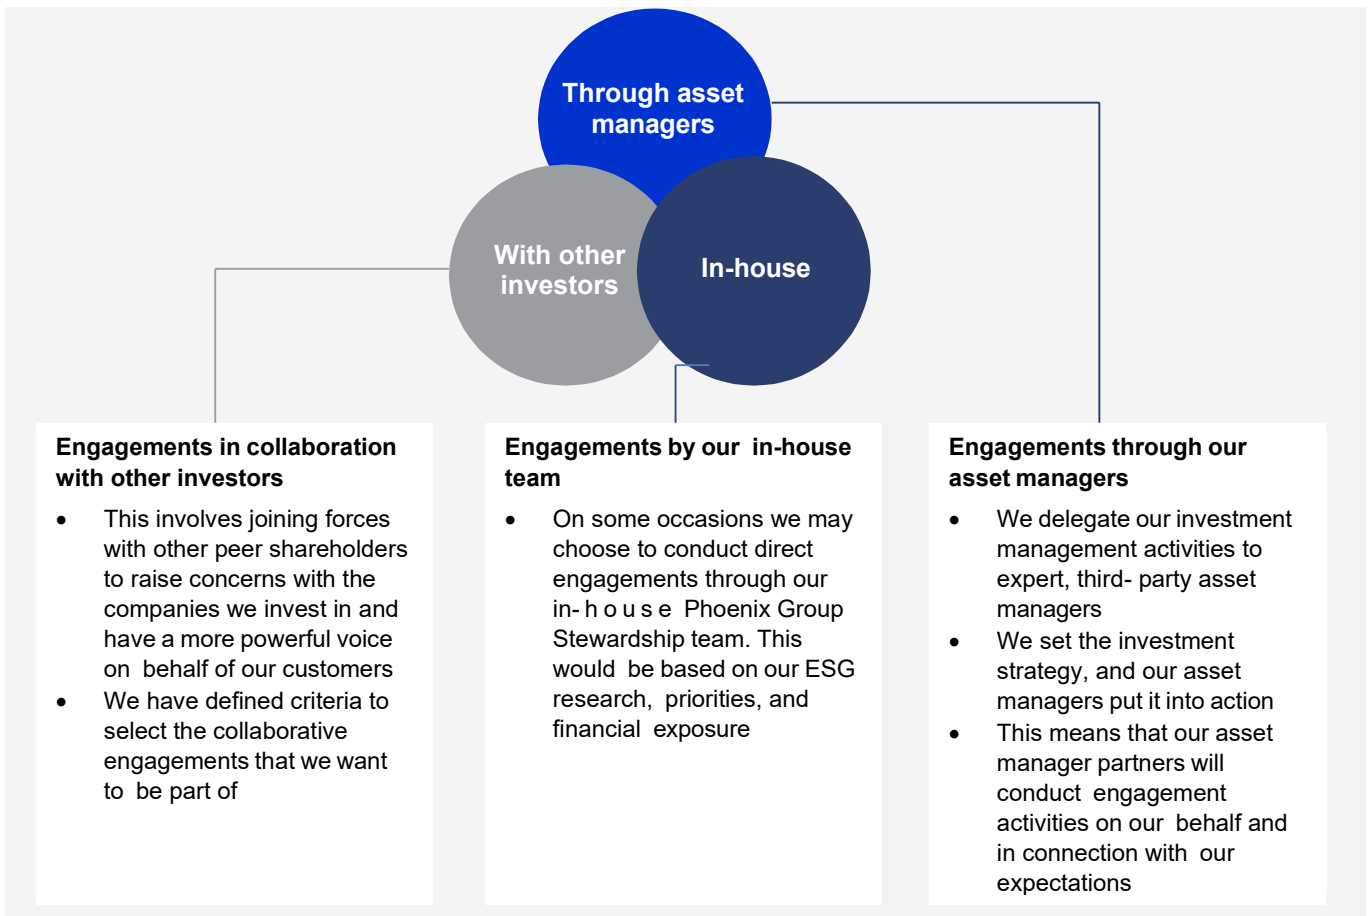 Through asset
managers
With other
investors
In-house
Engagements in collaboration
with other investors
• This involves joining forces
with other peer shareholders
to raise concerns with the
companies we invest in and
have a more powerful voice
on behalf of our customers
• We have defined criteria to
select the collaborative
engagements that we want
to be part of
Engagements by our in-house
team
• On some occasions we may
choose to conduct direct
engagements through our
in- h o u s e Phoenix Group
Stewardship team. This
would be based on our ESG
research, priorities, and
financial exposure
Engagements through our
asset managers
• We delegate our investment
management activities to
expert, third- party asset
managers
• We set the investment
strategy, and our asset
managers put it into action
• This means that our asset
manager partners will
conduct engagement
activities on our behalf and
in connection with our
expectations